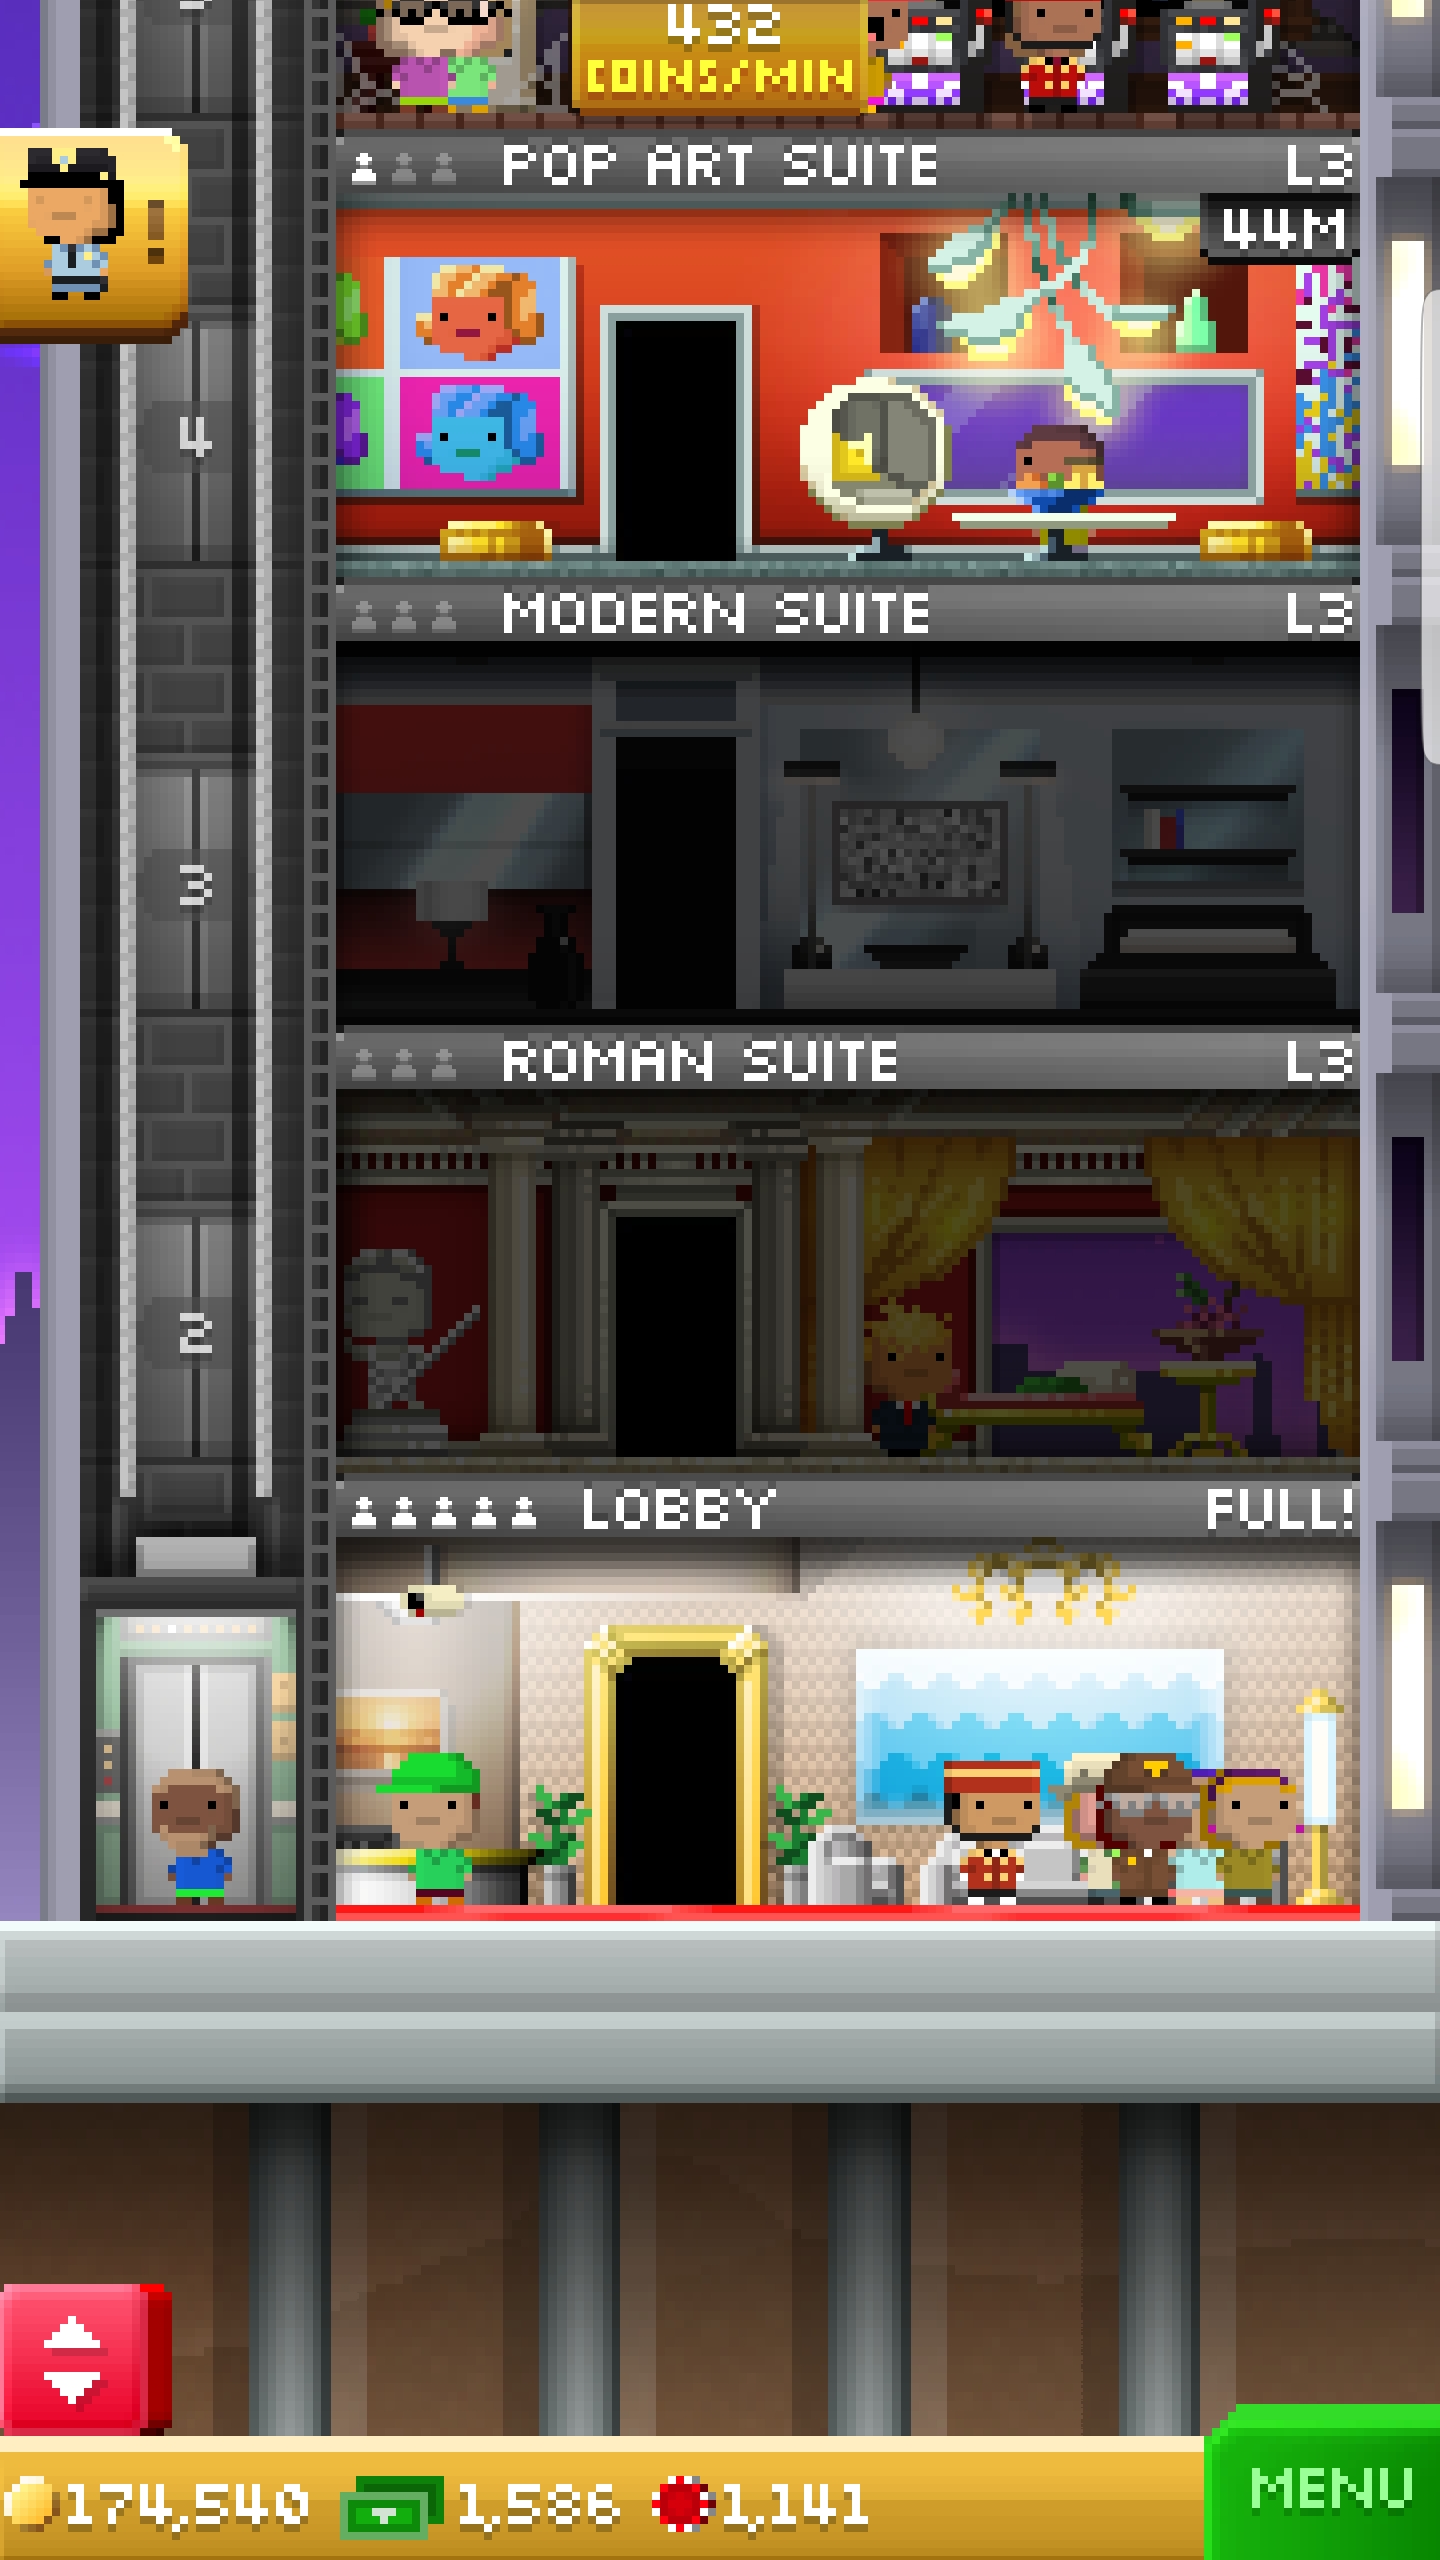 432
COINS/MIN
!
POP ART SUITE L3
44M
4
MODERN SUITE L3
3
ROMAN SUITE L3
2
LOBBY FULL!
174,540 1,586 1,141
MENU